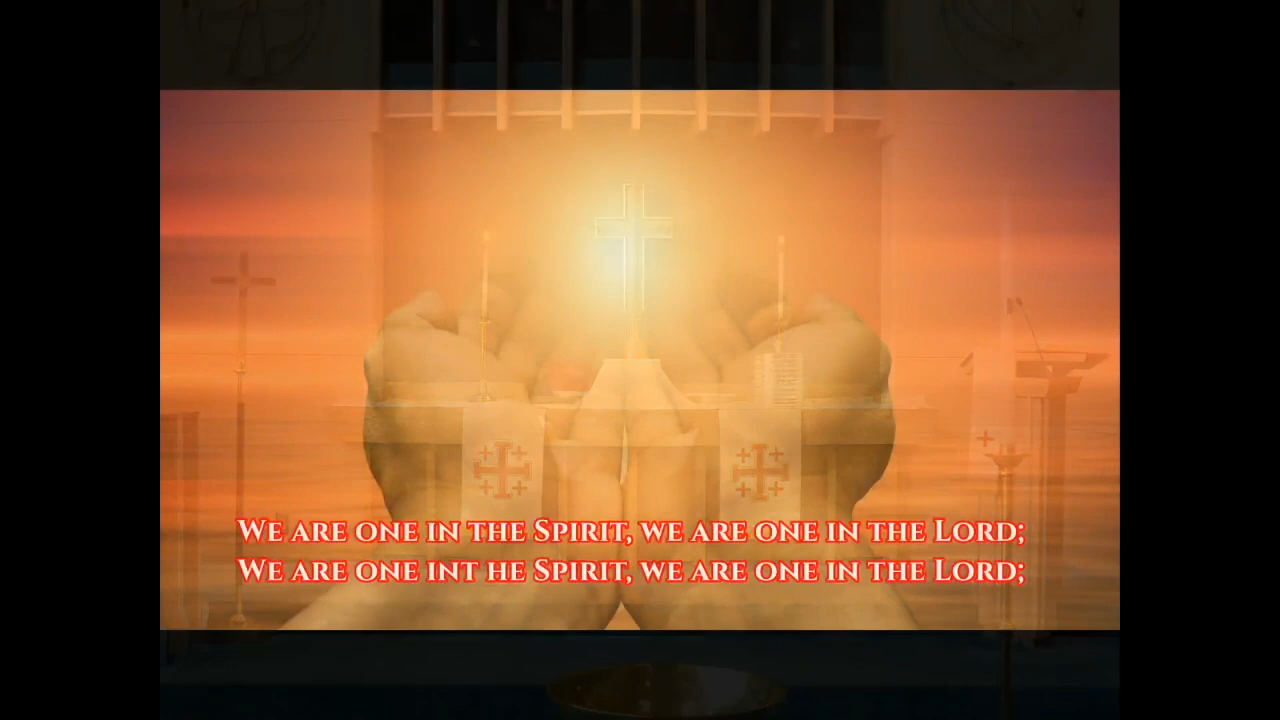 We are one in the Spirit, we are one in the Lord;
We are one int he Spirit, we are one in the Lord;